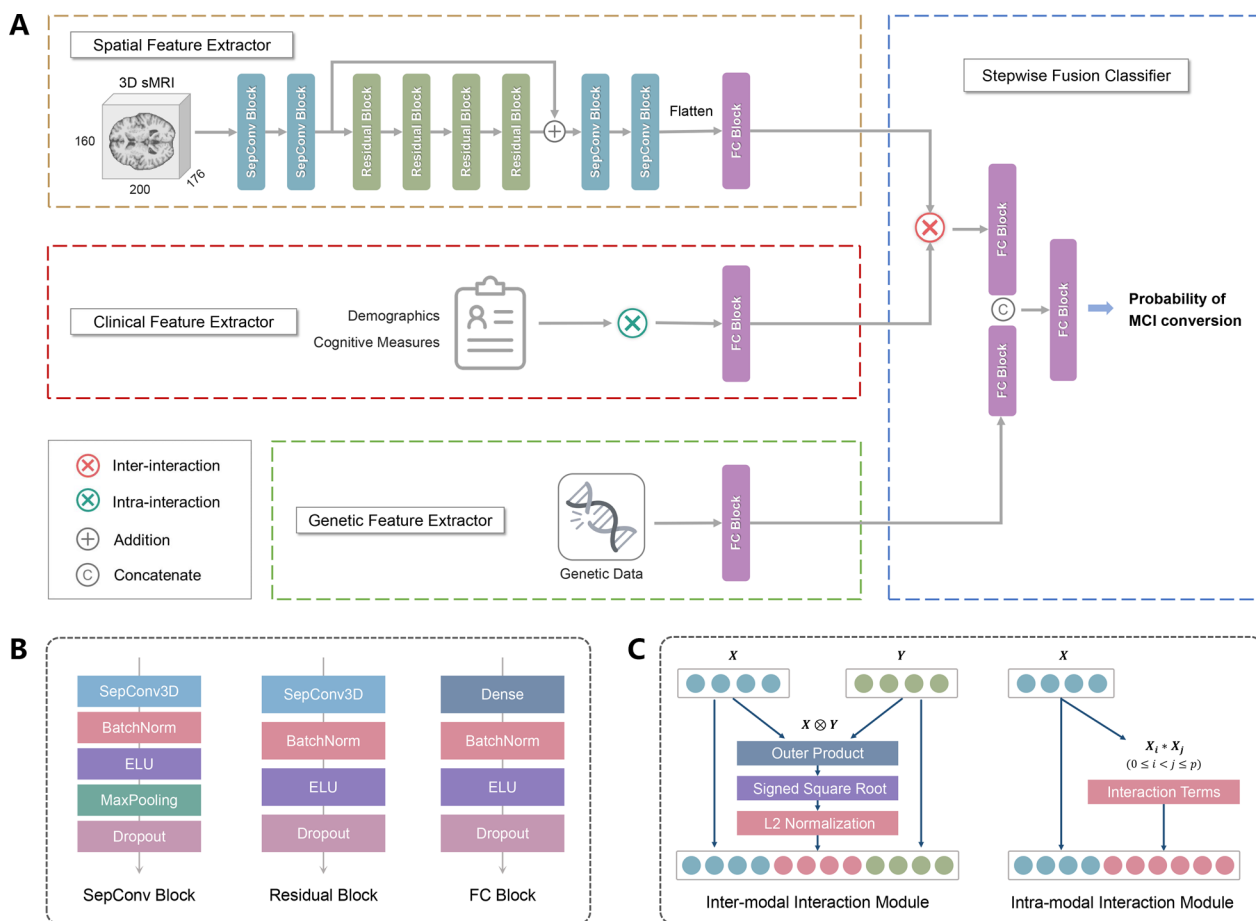 A
Spatial Feature Extractor
3D sMRI
160
200
176
SepConv Block
SepConv Block
Residual Block
Residual Block
Residual Block
Residual Block
+
SepConv Block
SepConv Block
Flatten
FC Block
Stepwise Fusion Classifier
FC Block
C
FC Block
FC Block
Probability of
MCI conversion
Clinical Feature Extractor
Demographics
Cognitive Measures
FC Block
Inter-interaction
Intra-interaction
Addition
C
Concatenate
Genetic Feature Extractor
Genetic Data
FC Block
B
SepConv3D
BatchNorm
ELU
MaxPooling
Dropout
SepConv Block
SepConv3D
BatchNorm
ELU
Dropout
Residual Block
Dense
BatchNorm
ELU
Dropout
FC Block
C
X
Y
X ⊗ Y
Outer Product
Signed Square Root
L2 Normalization
Inter-modal Interaction Module
X
Xᵢ * Xⱼ
(0 ≤ i < j ≤ p)
Interaction Terms
Intra-modal Interaction Module